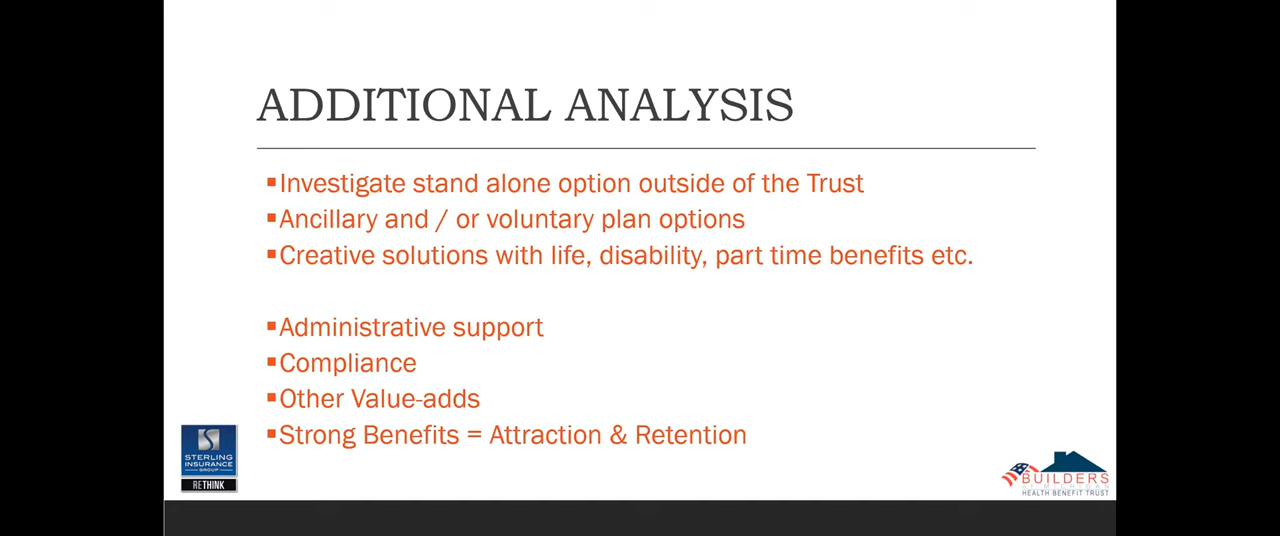 ADDITIONAL ANALYSIS
▪Investigate stand alone option outside of the Trust
▪Ancillary and / or voluntary plan options
▪Creative solutions with life, disability, part time benefits etc.
▪Administrative support
▪Compliance
▪Other Value-adds
▪Strong Benefits = Attraction & Retention
STERLING
INSURANCE
GROUP
RETHINK
BUILDERS
OF MICHIGAN
HEALTH BENEFIT TRUST